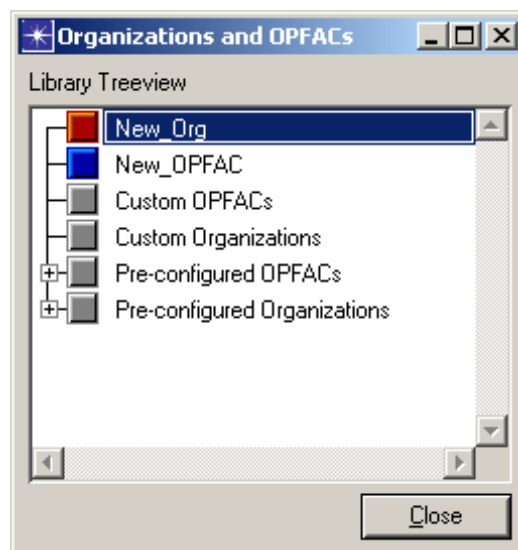 Organizations and OPFACs
Library Treeview
New_Org
New_OPFAC
Custom OPFACs
Custom Organizations
Pre-configured OPFACs
Pre-configured Organizations
Close